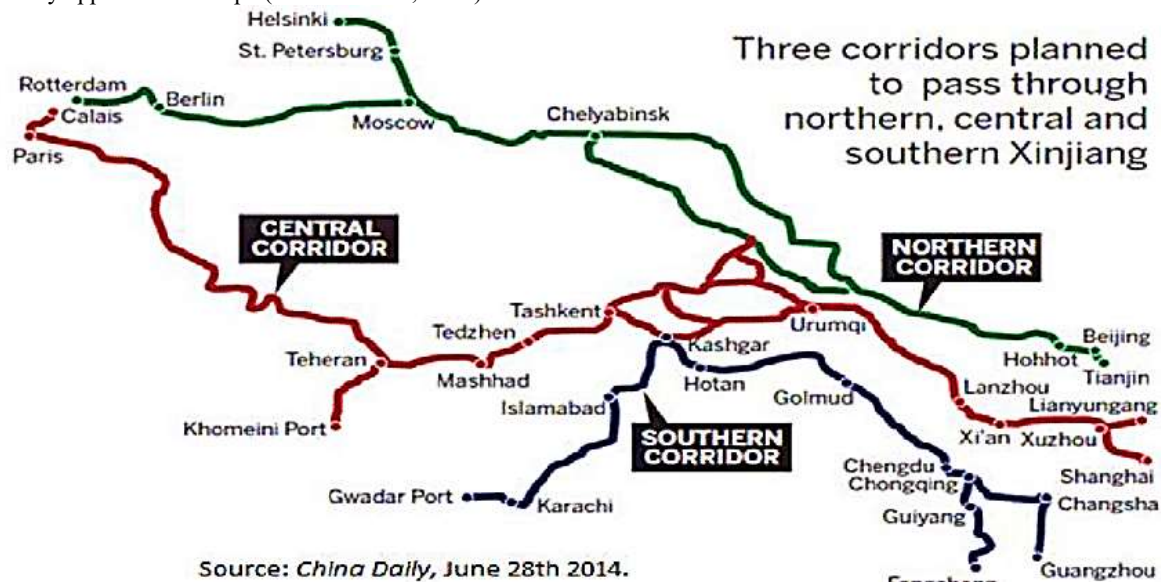 Helsinki
St. Petersburg
Three corridors planned
to pass through
northern, central and
southern Xinjiang
Rotterdam
Calais
Berlin
Paris
Moscow
Chelyabinsk
CENTRAL
CORRIDOR
NORTHERN
CORRIDOR
Tashkent
Tedzhen
Teheran
Mashhad
Urumqi
Kashgar
Hotan
Golmud
Hohhot
Beijing
Tianjin
Lanzhou
Lianyungang
Xi'an
Xuzhou
Shanghai
Khomeini Port
Islamabad
SOUTHERN
CORRIDOR
Gwadar Port
Karachi
Chengdu
Chongqing
Guiyang
Changsha
Guangzhou
Source: China Daily, June 28th 2014.